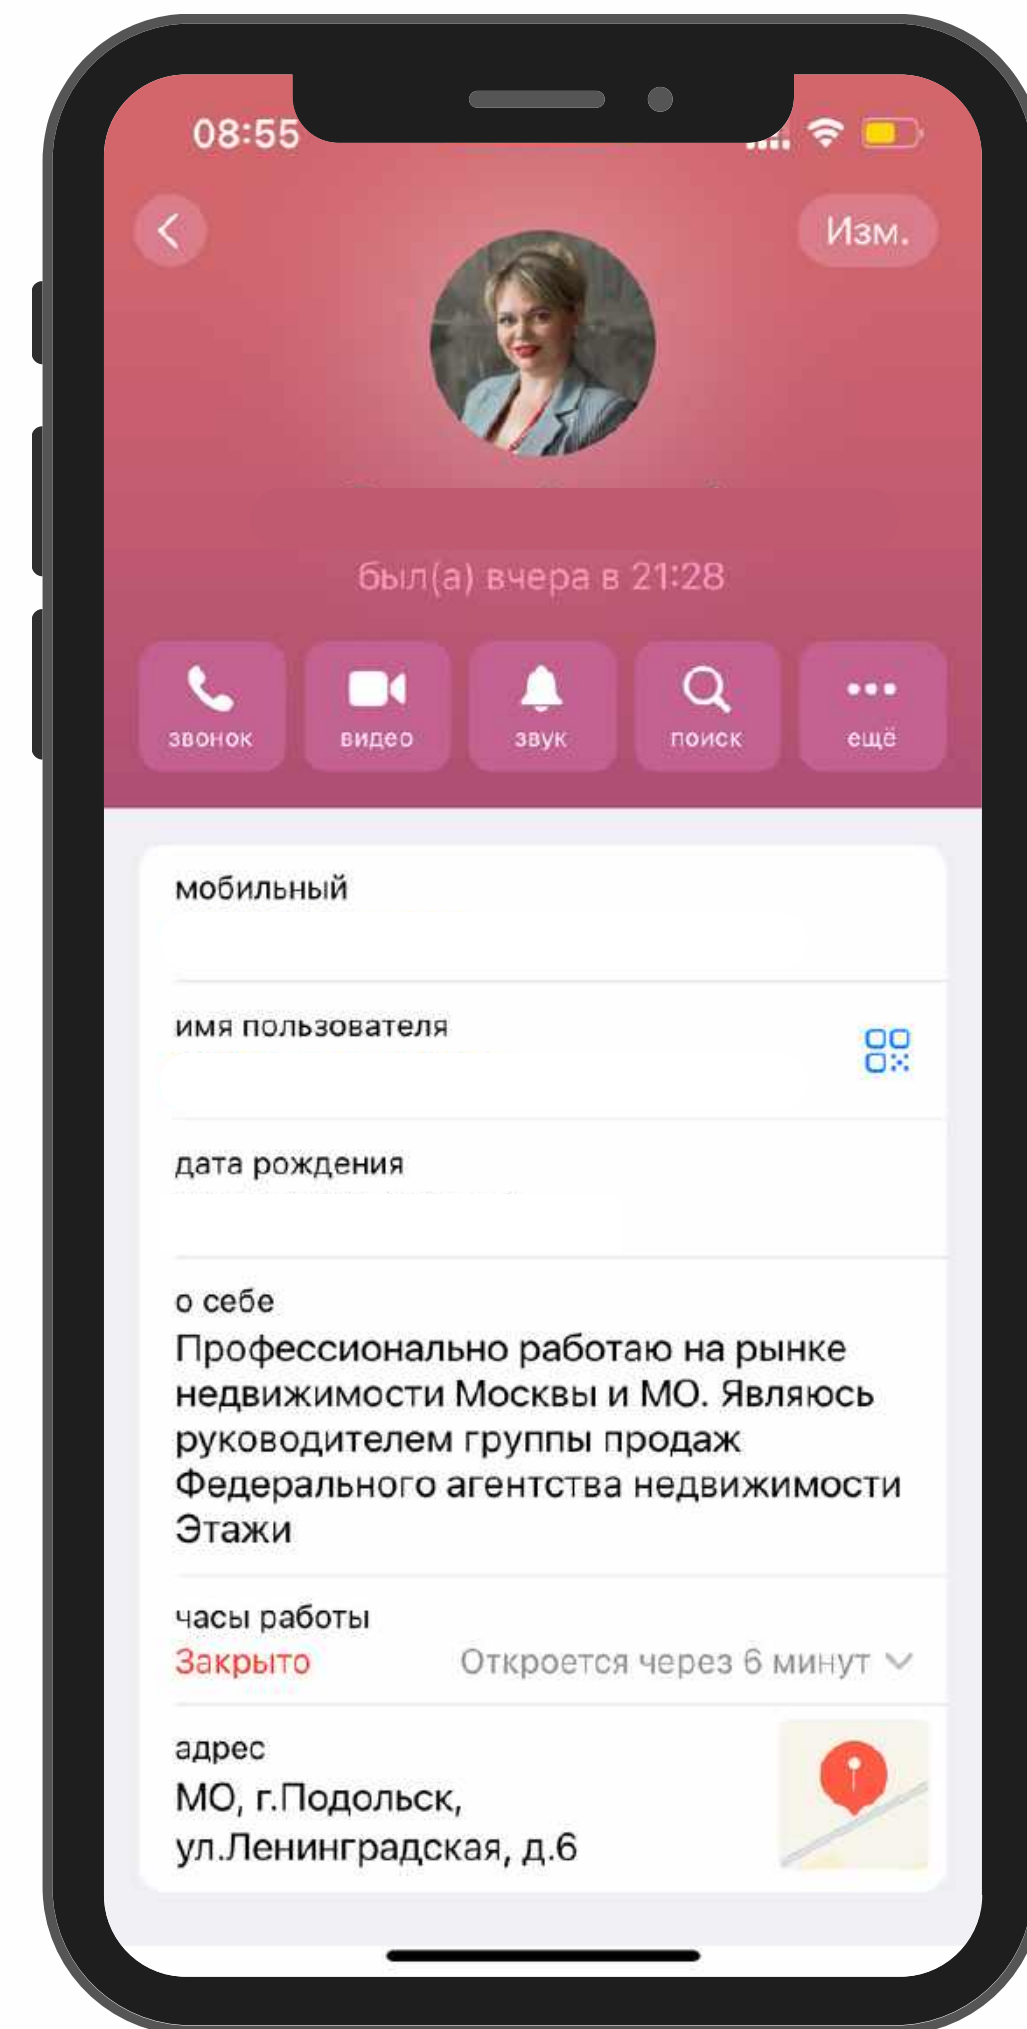 08:55
Изм.
был(а) вчера в 21:28
звонок видео звук поиск ещё
мобильный
имя пользователя
дата рождения
о себе
Профессионально работаю на рынке
недвижимости Москвы и МО. Являюсь
руководителем группы продаж
Федерального агентства недвижимости
Этажи
часы работы
Закрыто Откроется через 6 минут
адрес
МО, г.Подольск,
ул.Ленинградская, д.6